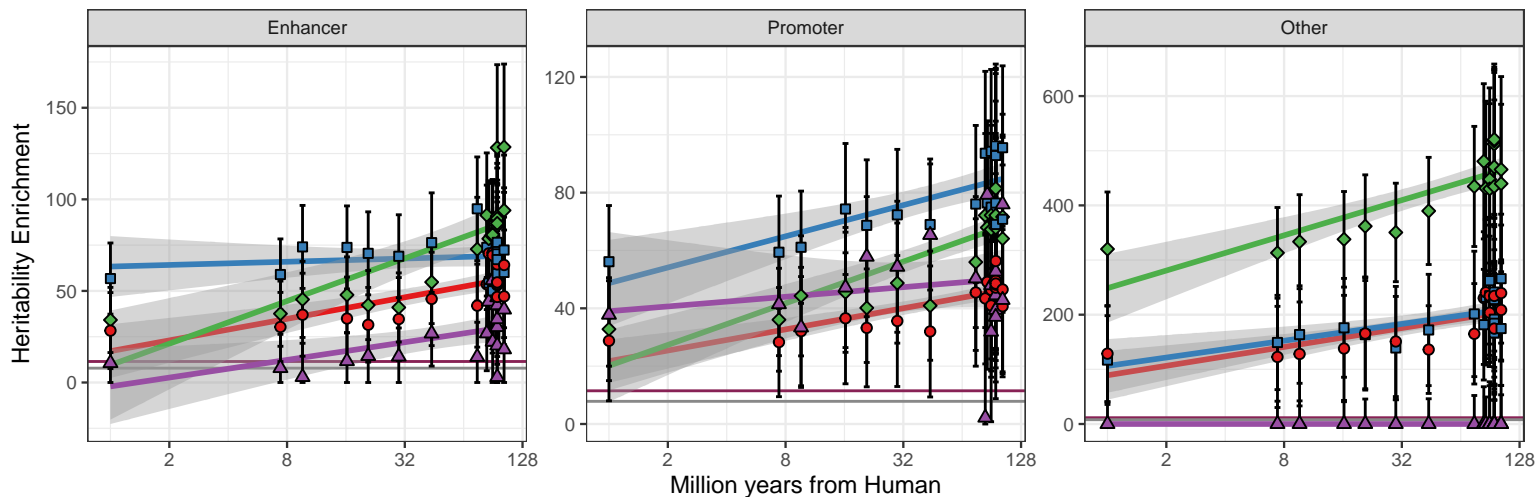 Enhancer Promoter Other
Heritability Enrichment
150
100
50
0
2 8 32 128
120
80
40
0
2 8 32 128
600
400
200
0
2 8 32 128
Million years from Human